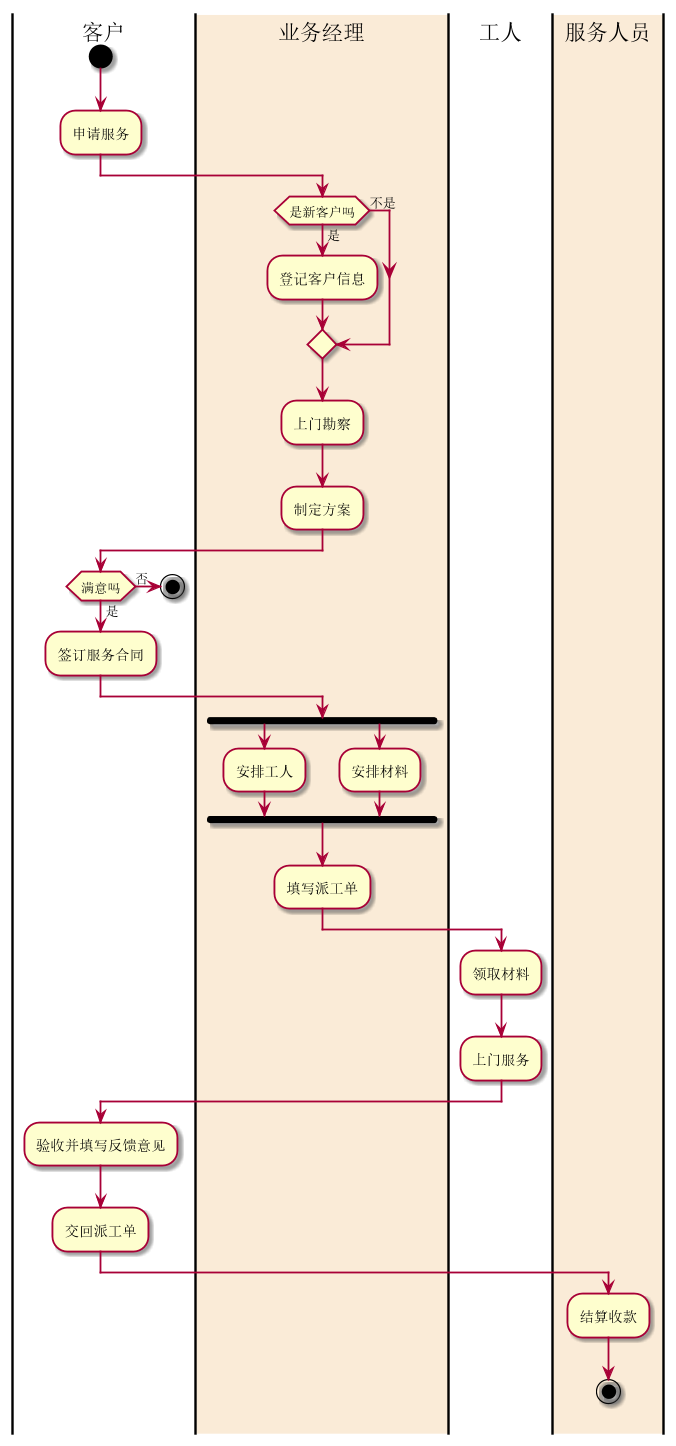 客户
业务经理
工人
服务人员
申请服务
是新客户吗
不是
是
登记客户信息
上门勘察
制定方案
满意吗
否
是
签订服务合同
安排工人
安排材料
填写派工单
领取材料
上门服务
验收并填写反馈意见
交回派工单
结算收款